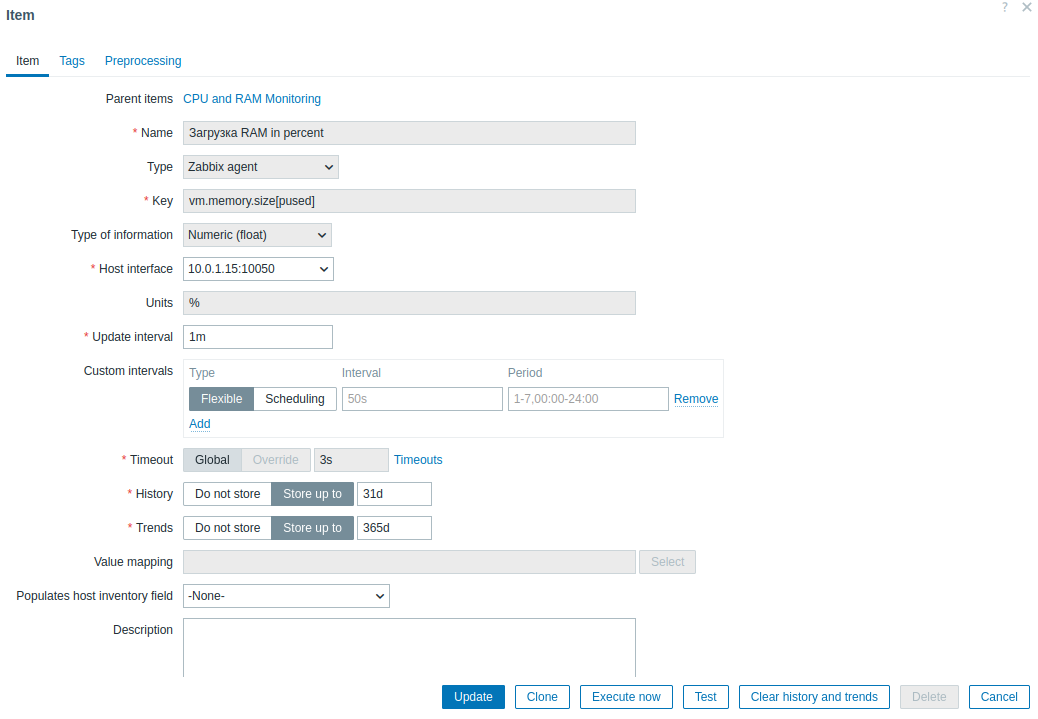 Item
?
Item Tags Preprocessing
Parent items CPU and RAM Monitoring
* Name Загрузка RAM in percent
Type Zabbix agent
* Key vm.memory.size[pused]
Type of information Numeric (float)
* Host interface 10.0.1.15:10050
Units %
* Update interval 1m
Custom intervals Type Interval Period
Flexible Scheduling 50s 1-7,00:00-24:00 Remove
Add
* Timeout Global Override 3s Timeouts
* History Do not store Store up to 31d
* Trends Do not store Store up to 365d
Value mapping Select
Populates host inventory field -None-
Description
Update Clone Execute now Test Clear history and trends Delete Cancel